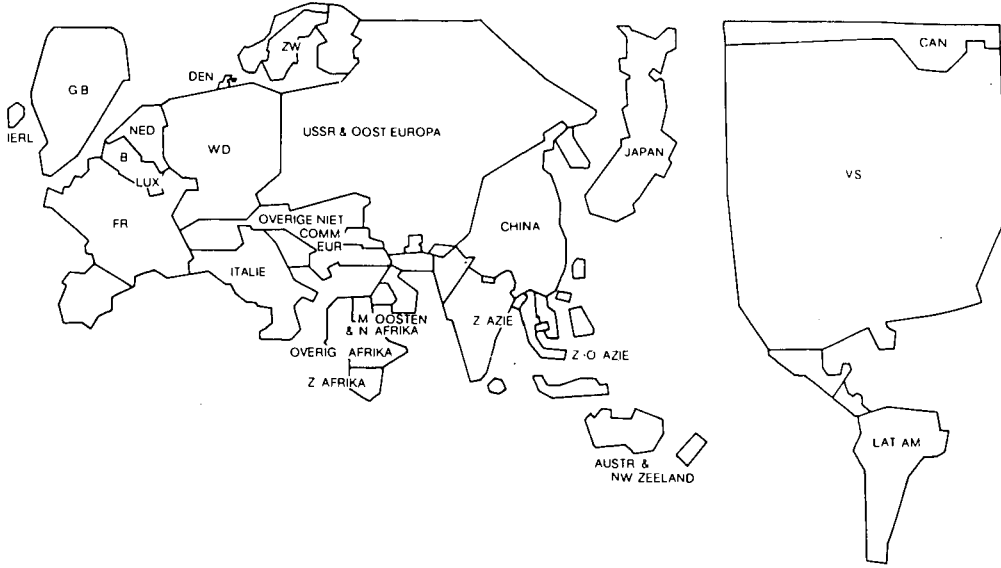 ZW
CAN
DEN
GB
IERL
NED
USSR & OOST EUROPA
WD
B
JAPAN
LUX
VS
FR
OVERIGE NIET
COMM
EUR
CHINA
ITALIE
M OOSTEN
& N AFRIKA
Z AZIE
OVERIG AFRIKA
Z-O AZIE
Z AFRIKA
LAT AM
AUSTR &
NW ZEELAND